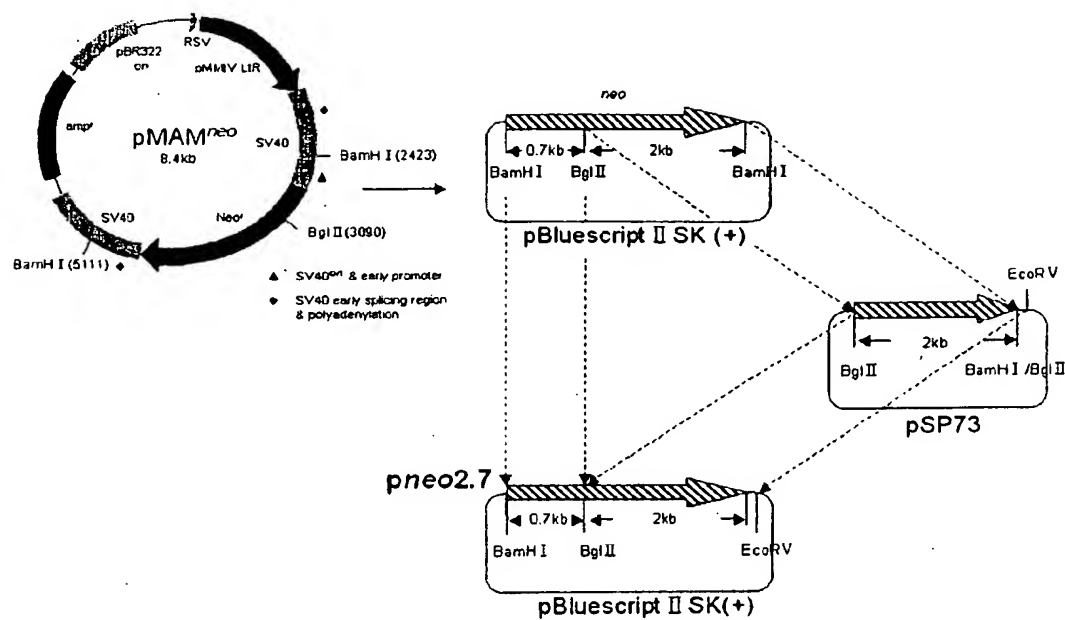 RSV
pBR322
ori
pMMTV LTR
amp^r
pMAM^neo
8.4kb
SV40
BamH I (2423)
SV40
Neo^r
Bgl II (3090)
BamH I (5111)
▲ SV40^ori & early promoter
◆ SV40 early splicing region
& polyadenylation
neo
0.7kb
2kb
BamH I
Bgl II
BamH I
pBluescript II SK (+)
EcoRV
2kb
Bgl II
BamH I /Bgl II
pSP73
pneo2.7
0.7kb
2kb
BamH I
Bgl II
EcoRV
pBluescript II SK(+)